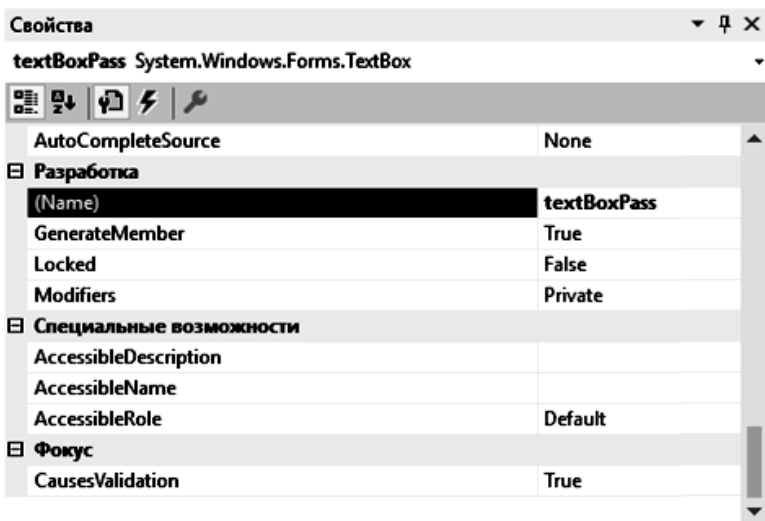 Свойства
textBoxPass System.Windows.Forms.TextBox
AutoCompleteSource None
Разработка
(Name) textBoxPass
GenerateMember True
Locked False
Modifiers Private
Специальные возможности
AccessibleDescription
AccessibleName
AccessibleRole Default
Фокус
CausesValidation True